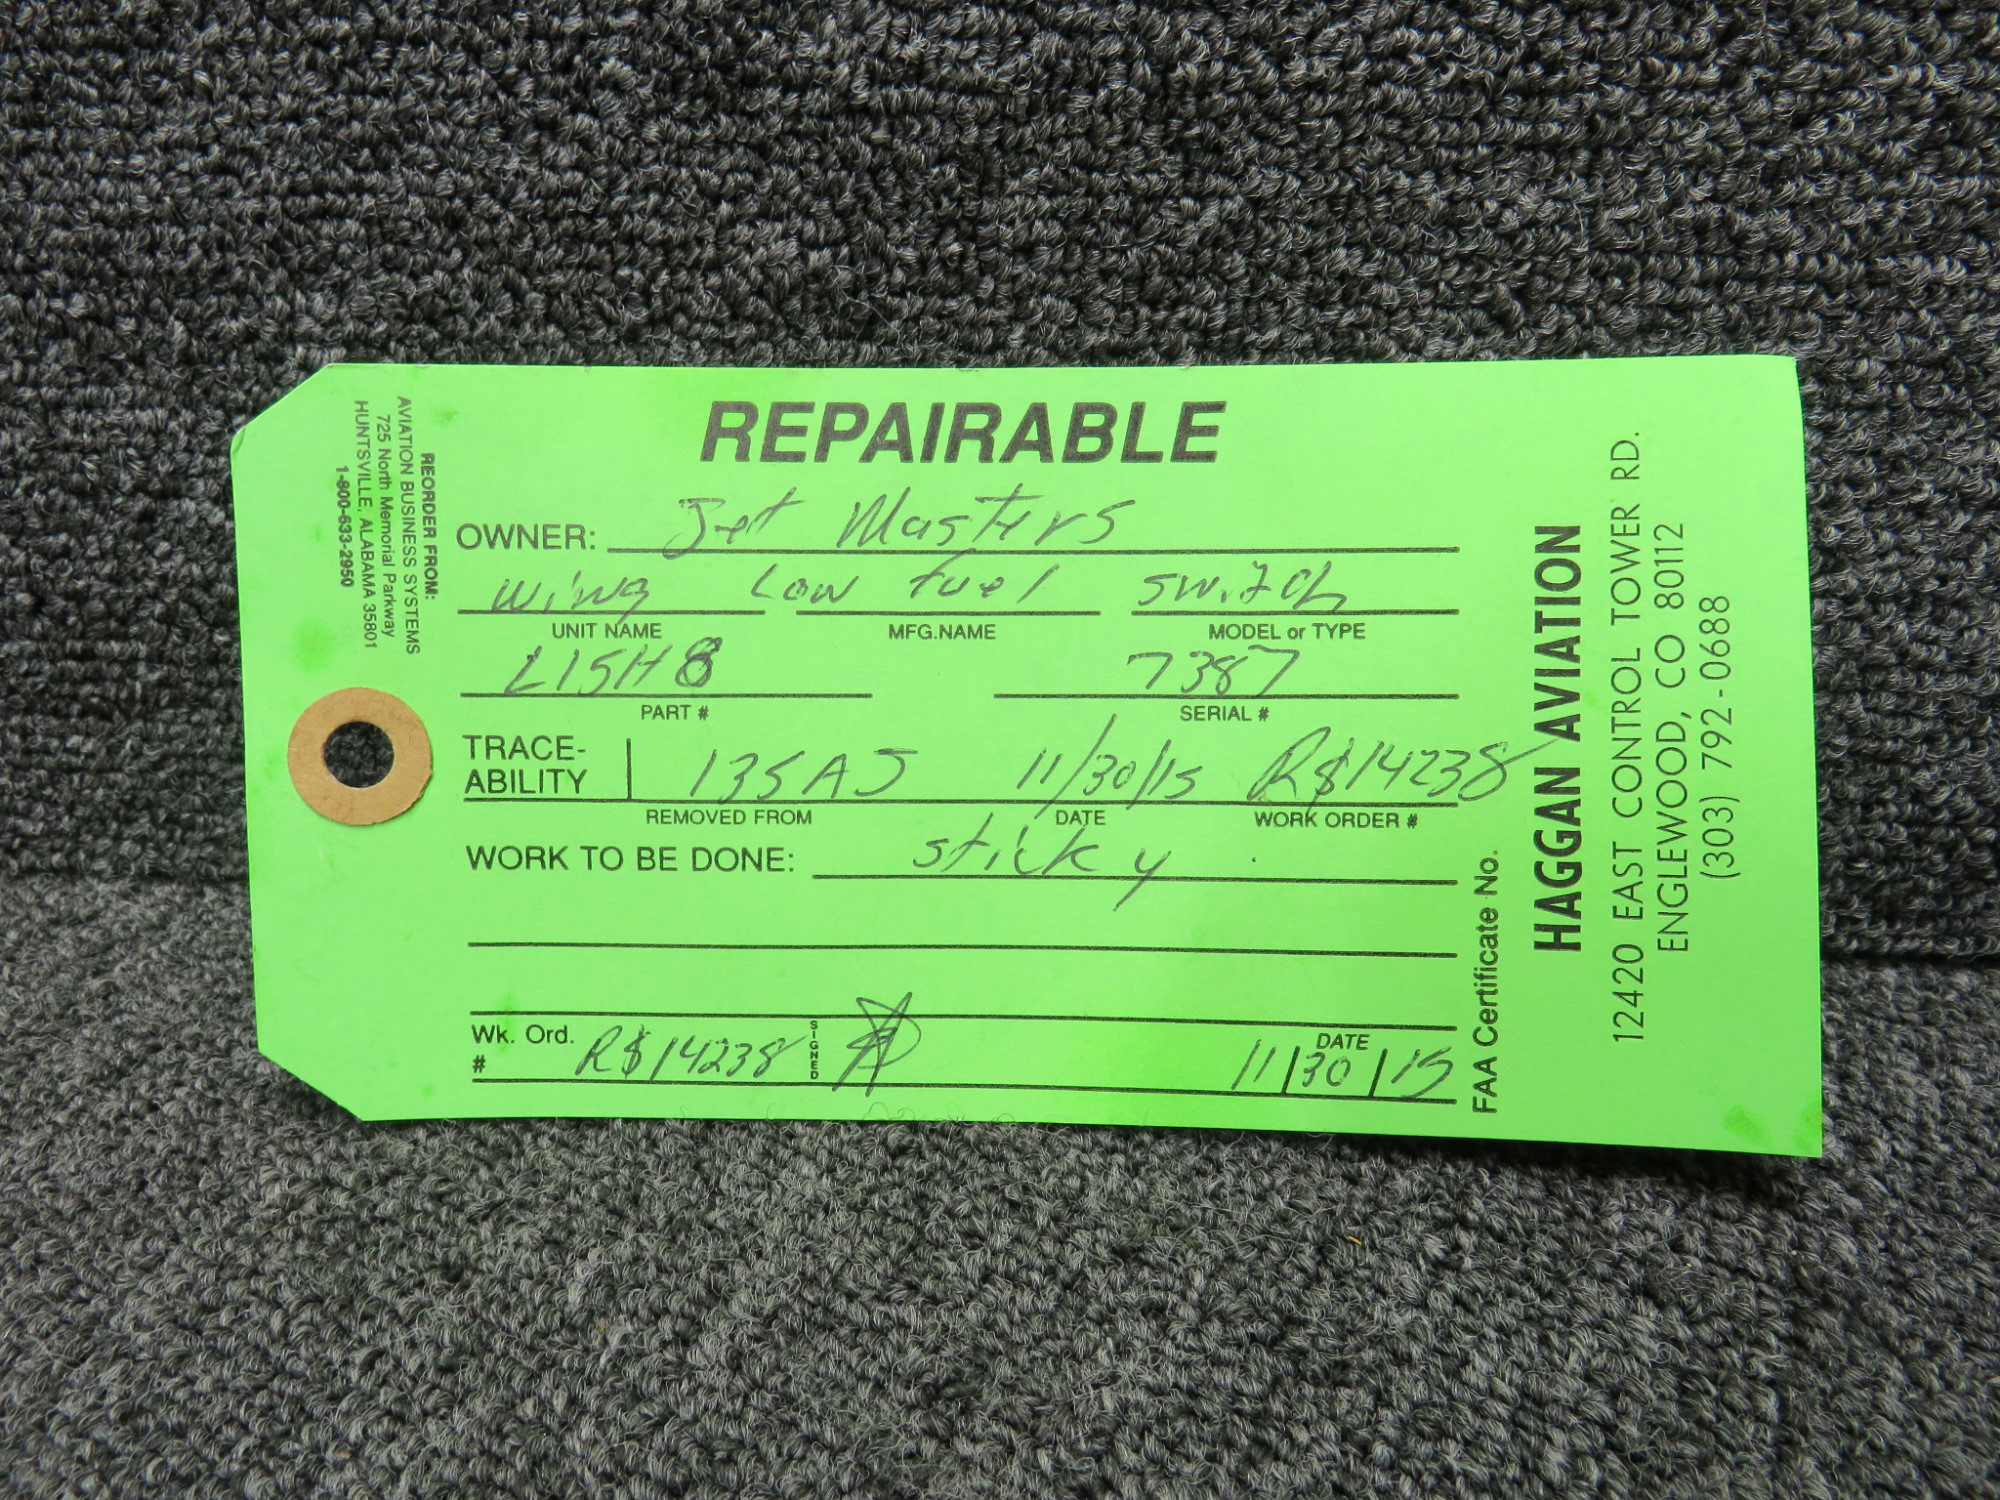 REPAIRABLE
OWNER: Jet Masters
Wing Low fuel Switch
UNIT NAME MFG.NAME MODEL or TYPE
L15H8 7387
PART # SERIAL #
TRACE-
ABILITY 135AJ 11/30/15 R$14238
REMOVED FROM DATE WORK ORDER #
WORK TO BE DONE: sticky
Wk. Ord.
# R$14238 SIGNED DATE 11/30/15
REORDER FROM:
AVIATION BUSINESS SYSTEMS
725 North Memorial Parkway
HUNTSVILLE, ALABAMA 35801
1-800-633-2950
FAA Certificate No.
HAGGAN AVIATION
12420 EAST CONTROL TOWER RD.
ENGLEWOOD, CO 80112
(303) 792-0688